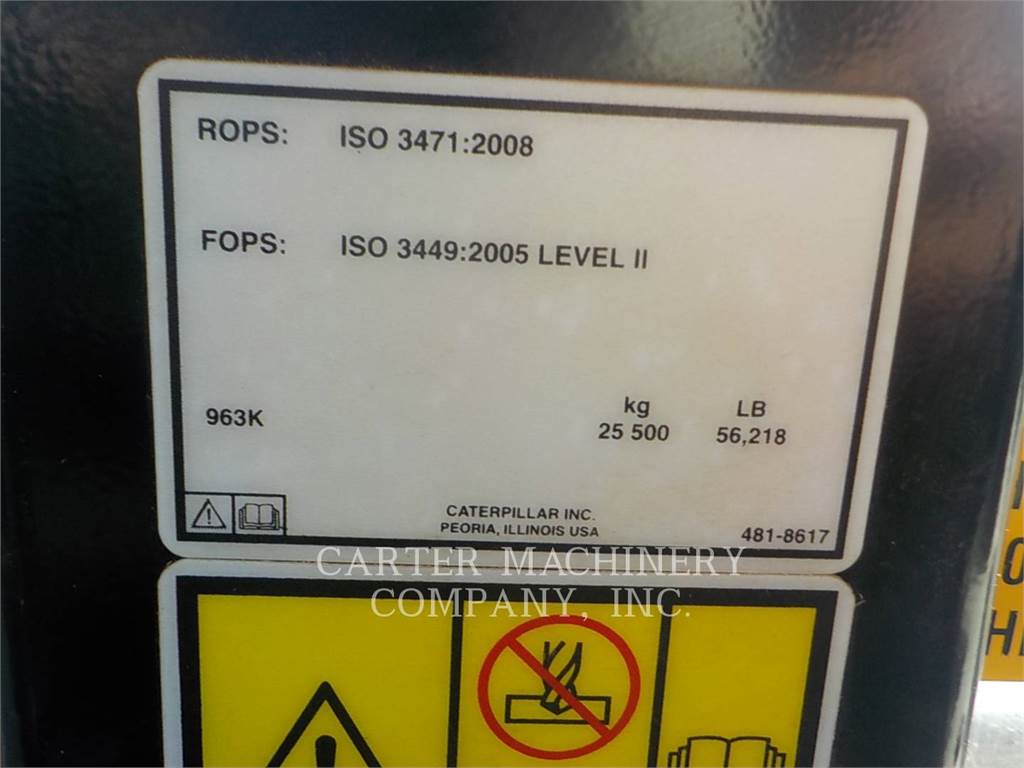 ROPS: ISO 3471:2008
FOPS: ISO 3449:2005 LEVEL II
kg LB
963K 25 500 56,218
CATERPILLAR INC.
PEORIA, ILLINOIS USA
481-8617
CARTER MACHINERY
COMPANY, INC.